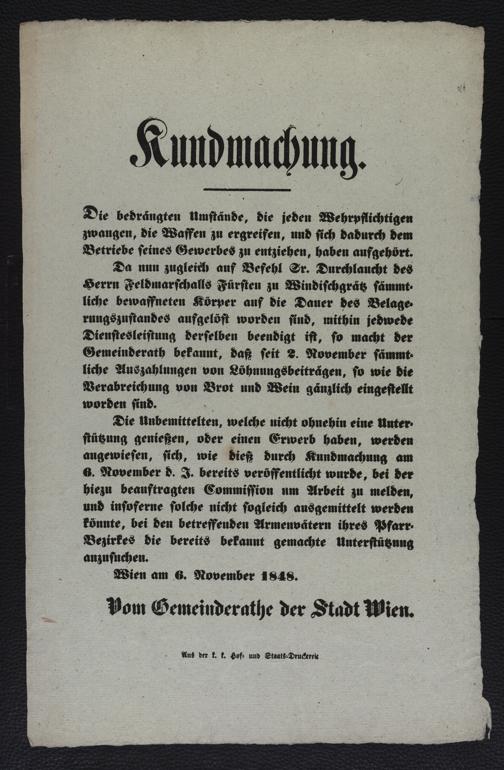 Kundmachung.
Die bedrängten Umstände, die jeden Wehrpflichtigen
zwangen, die Waffen zu ergreifen, und sich dadurch dem
Betriebe seines Gewerbes zu entziehen, haben aufgehört.
Da nun zugleich auf Befehl Sr. Durchlaucht des
Herrn Feldmarschalls Fürsten zu Windischgrätz sämmt-
liche bewaffneten Körper auf die Dauer des Belage-
rungszustandes aufgelöst worden sind, mithin jedwede
Dienstesleistung derselben beendigt ist, so macht der
Gemeinderath bekannt, daß seit 2. November sämmt-
liche Auszahlungen von Löhnungsbeiträgen, so wie die
Verabreichung von Brot und Wein gänzlich eingestellt
worden sind.
Die Unbemittelten, welche nicht ohnehin eine Unter-
stützung genießen, oder einen Erwerb haben, werden
angewiesen, sich, wie dieß durch Kundmachung am
6. November d. J. bereits veröffentlicht wurde, bei der
hiezu beauftragten Commission um Arbeit zu melden,
und insoferne solche nicht sogleich ausgemittelt werden
könnte, bei den betreffenden Armenvätern ihres Pfarr-
Bezirkes die bereits bekannt gemachte Unterstützung
anzusuchen.
Wien am 6. November 1848.
Vom Gemeinderathe der Stadt Wien.
Aus der k. k. Hof- und Staats-Druckerei